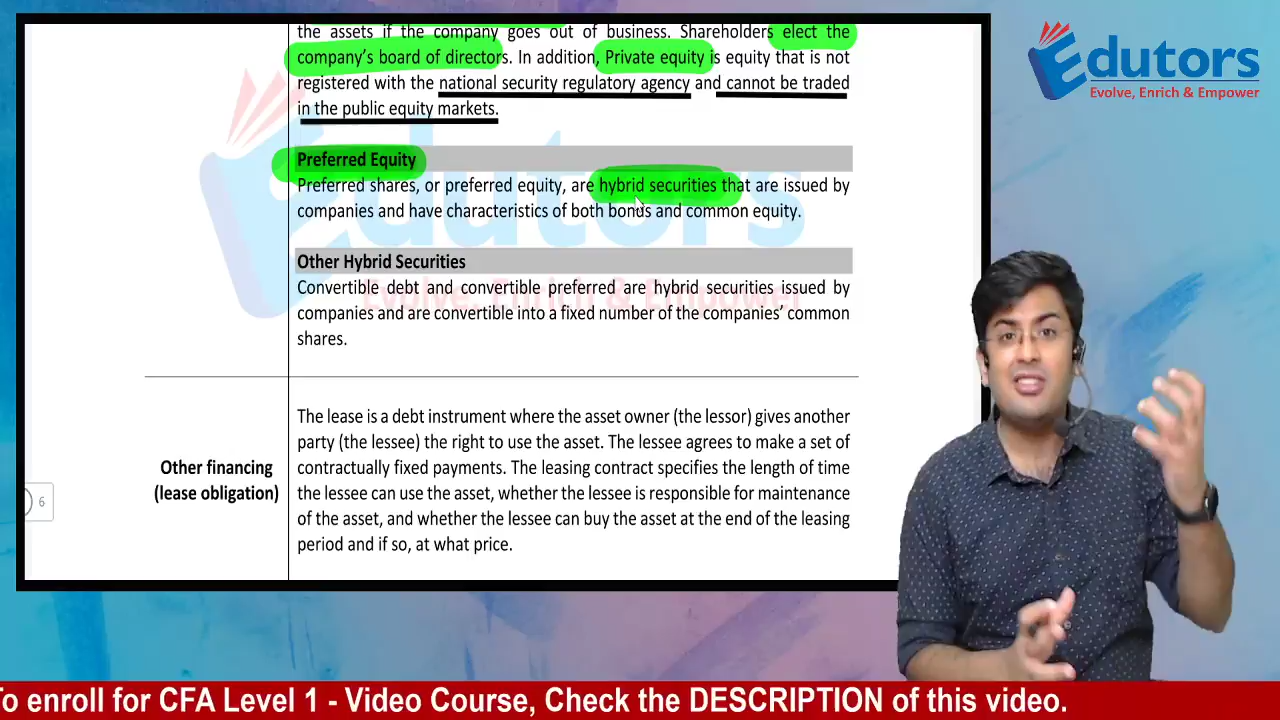 the assets if the company goes out of business. Shareholders elect the
company's board of directors. In addition, Private equity is equity that is not
registered with the national security regulatory agency and cannot be traded
in the public equity markets.
Preferred Equity
Preferred shares, or preferred equity, are hybrid securities that are issued by
companies and have characteristics of both bonds and common equity.
Other Hybrid Securities
Convertible debt and convertible preferred are hybrid securities issued by
companies and are convertible into a fixed number of the companies' common
shares.
Other financing
(lease obligation)
The lease is a debt instrument where the asset owner (the lessor) gives another
party (the lessee) the right to use the asset. The lessee agrees to make a set of
contractually fixed payments. The leasing contract specifies the length of time
the lessee can use the asset, whether the lessee is responsible for maintenance
of the asset, and whether the lessee can buy the asset at the end of the leasing
period and if so, at what price.
6
Edutors
Evolve, Enrich & Empower
dutors
Evolve, Enrich & Empower
To enroll for CFA Level 1 - Video Course, Check the DESCRIPTION of this video.